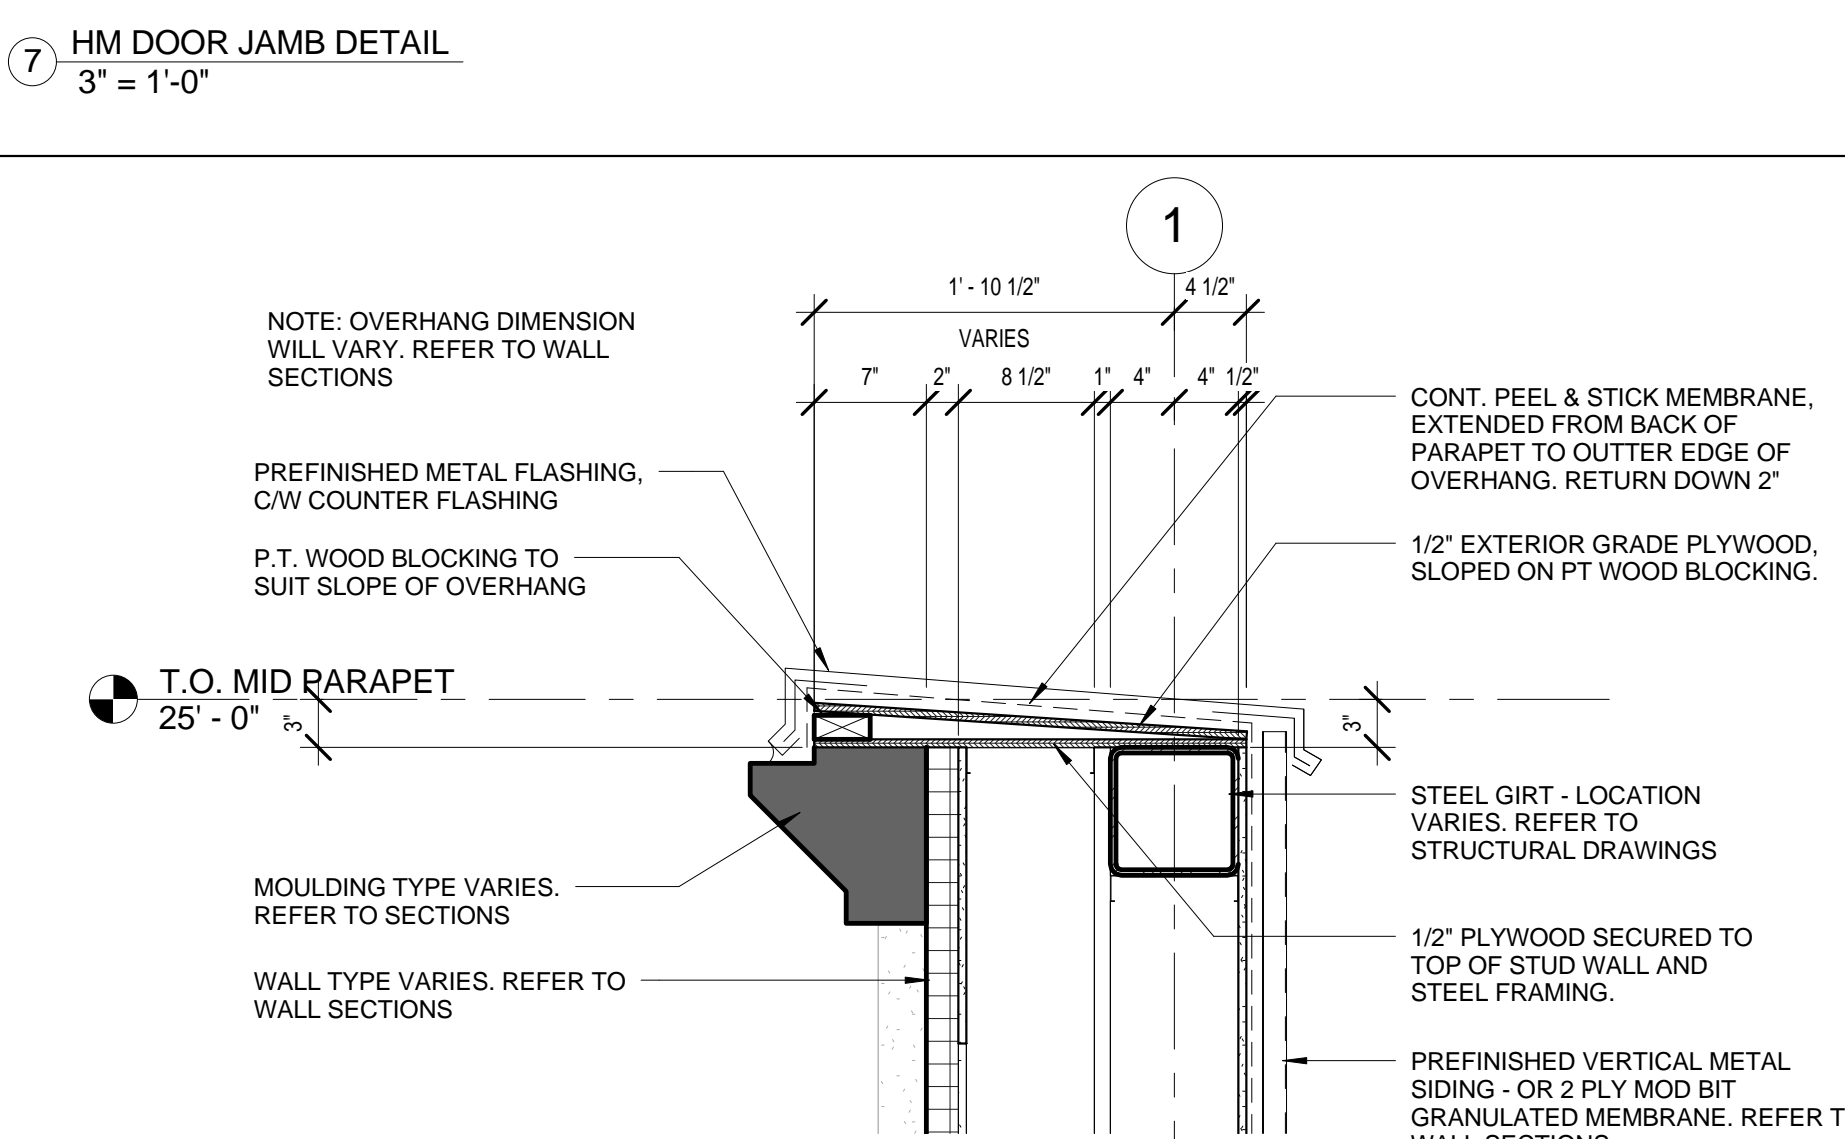 7
HM DOOR JAMB DETAIL
3" = 1'-0"
1
1' - 10 1/2"
4 1/2"
VARIES
7"
2"
8 1/2"
1"
4"
4"
1/2"
NOTE: OVERHANG DIMENSION
WILL VARY. REFER TO WALL
SECTIONS
PREFINISHED METAL FLASHING,
C/W COUNTER FLASHING
P.T. WOOD BLOCKING TO
SUIT SLOPE OF OVERHANG
T.O. MID PARAPET
25' - 0"
3"
3"
MOULDING TYPE VARIES.
REFER TO SECTIONS
WALL TYPE VARIES. REFER TO
WALL SECTIONS
CONT. PEEL & STICK MEMBRANE,
EXTENDED FROM BACK OF
PARAPET TO OUTTER EDGE OF
OVERHANG. RETURN DOWN 2"
1/2" EXTERIOR GRADE PLYWOOD,
SLOPED ON PT WOOD BLOCKING.
STEEL GIRT - LOCATION
VARIES. REFER TO
STRUCTURAL DRAWINGS
1/2" PLYWOOD SECURED TO
TOP OF STUD WALL AND
STEEL FRAMING.
PREFINISHED VERTICAL METAL
SIDING - OR 2 PLY MOD BIT
GRANULATED MEMBRANE. REFER T